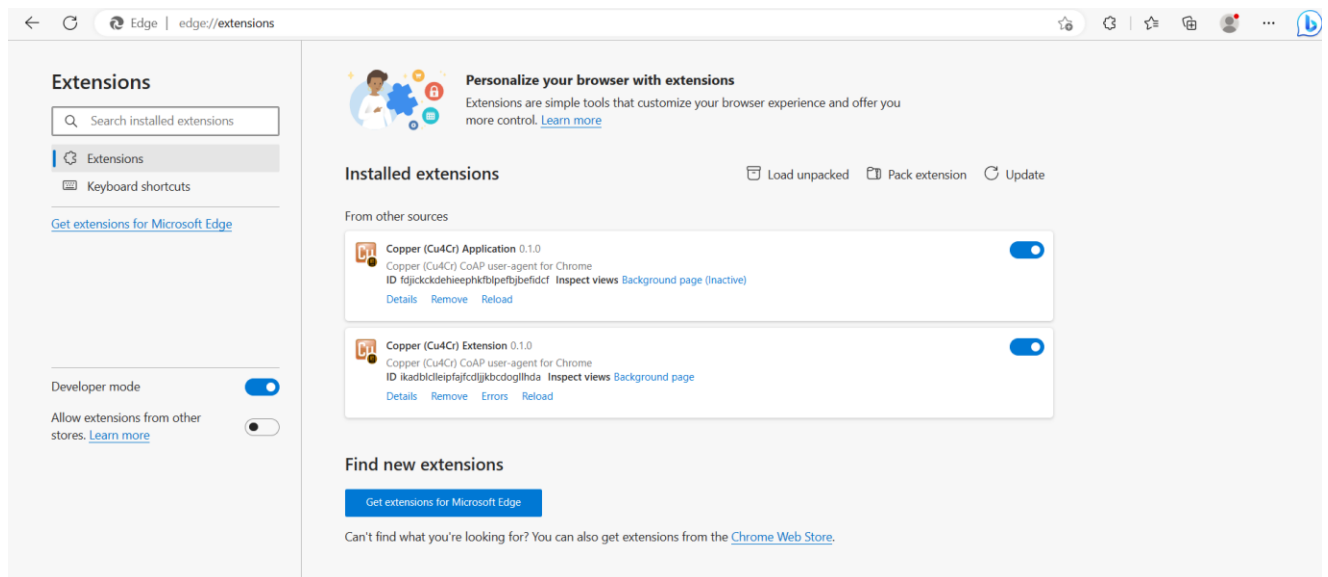 Edge | edge://extensions
Extensions
Search installed extensions
Extensions
Keyboard shortcuts
Get extensions for Microsoft Edge
Developer mode
Allow extensions from other
stores. Learn more
Personalize your browser with extensions
Extensions are simple tools that customize your browser experience and offer you
more control. Learn more
Installed extensions
Load unpacked
Pack extension
Update
From other sources
Cu
Copper (Cu4Cr) Application 0.1.0
Copper (Cu4Cr) CoAP user-agent for Chrome
ID fdjickckdehieephkfblpefbjbefidcf Inspect views Background page (Inactive)
Details Remove Reload
Cu
Copper (Cu4Cr) Extension 0.1.0
Copper (Cu4Cr) CoAP user-agent for Chrome
ID ikadblclleipfajfcdljjkbcdogllhda Inspect views Background page
Details Remove Errors Reload
Find new extensions
Get extensions for Microsoft Edge
Can't find what you're looking for? You can also get extensions from the Chrome Web Store.